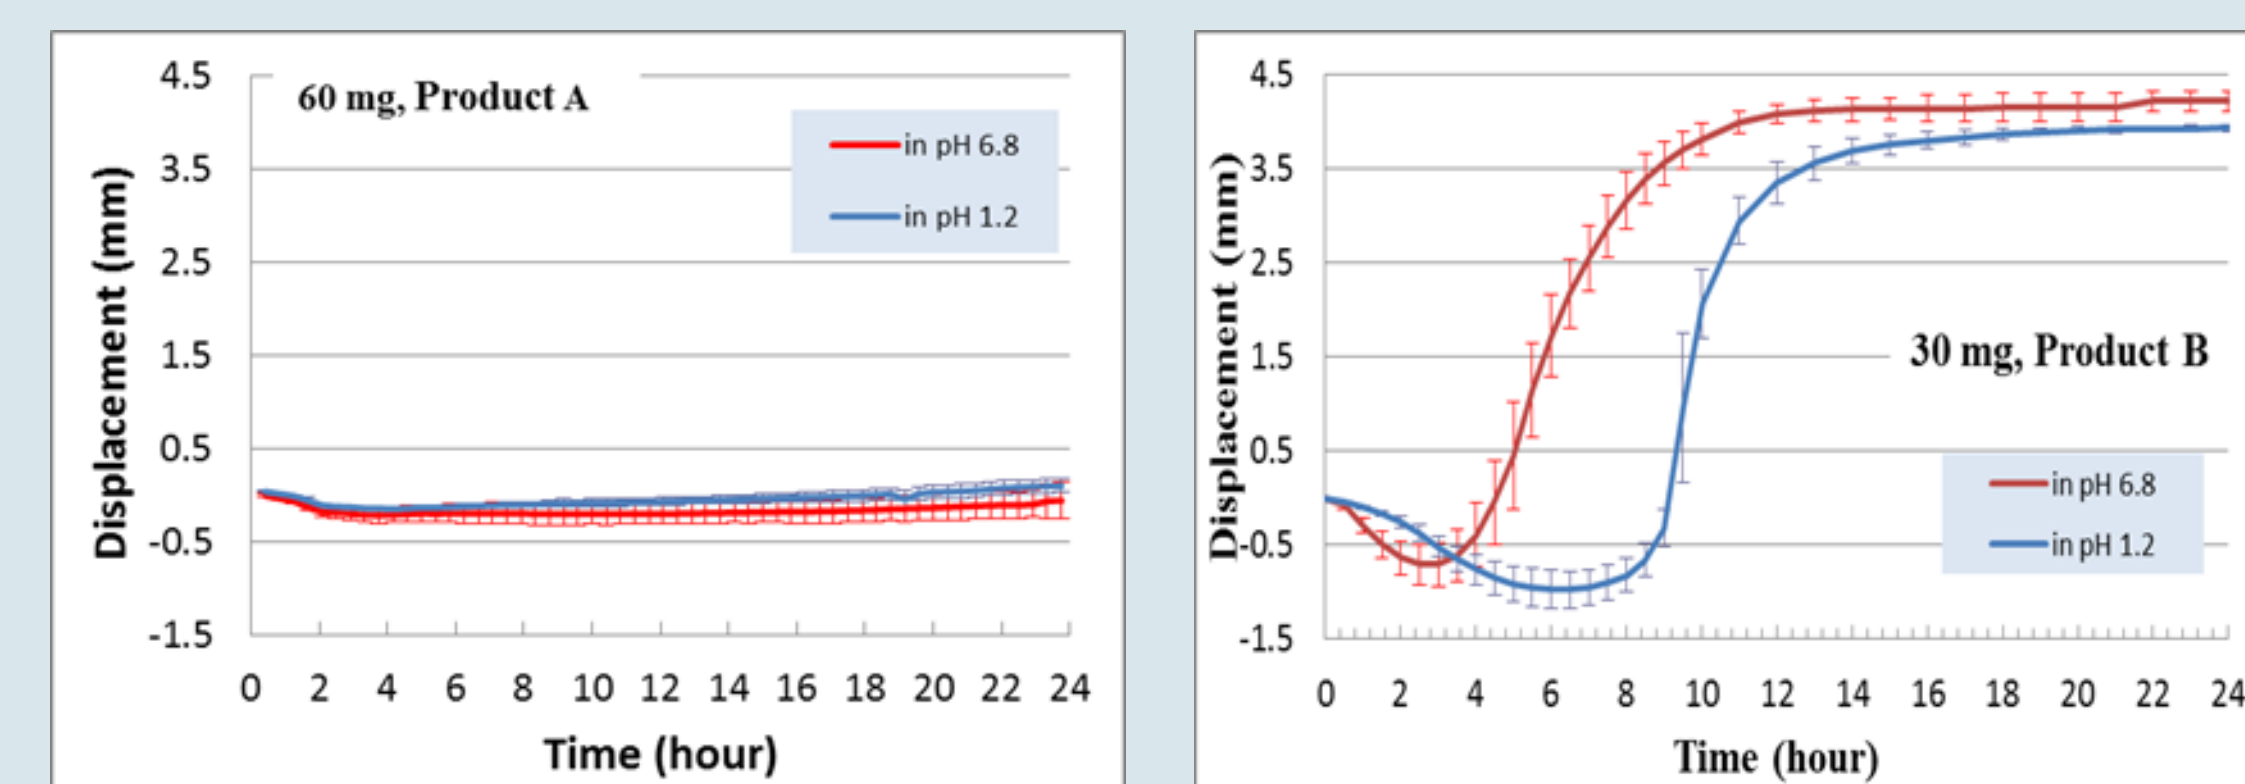 60 mg, Product A
in pH 6.8
in pH 1.2
Displacement (mm)
4.5
3.5
2.5
1.5
0.5
-0.5
-1.5
0 2 4 6 8 10 12 14 16 18 20 22 24
Time (hour)
30 mg, Product B
in pH 6.8
in pH 1.2
Displacement (mm)
4.5
3.5
2.5
1.5
0.5
-0.5
-1.5
0 2 4 6 8 10 12 14 16 18 20 22 24
Time (hour)